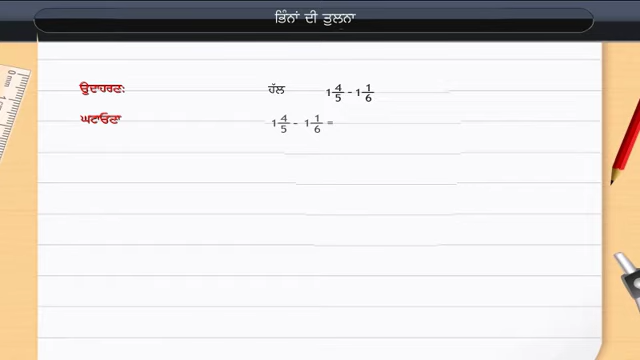 ਭਿੰਨਾਂ ਦੀ ਤੁਲਨਾ
ਉਦਾਹਰਣ: ਹੱਲ 1 4/5 - 1 1/6
ਘਟਾਓਣਾ 1 4/5 - 1 1/6 =